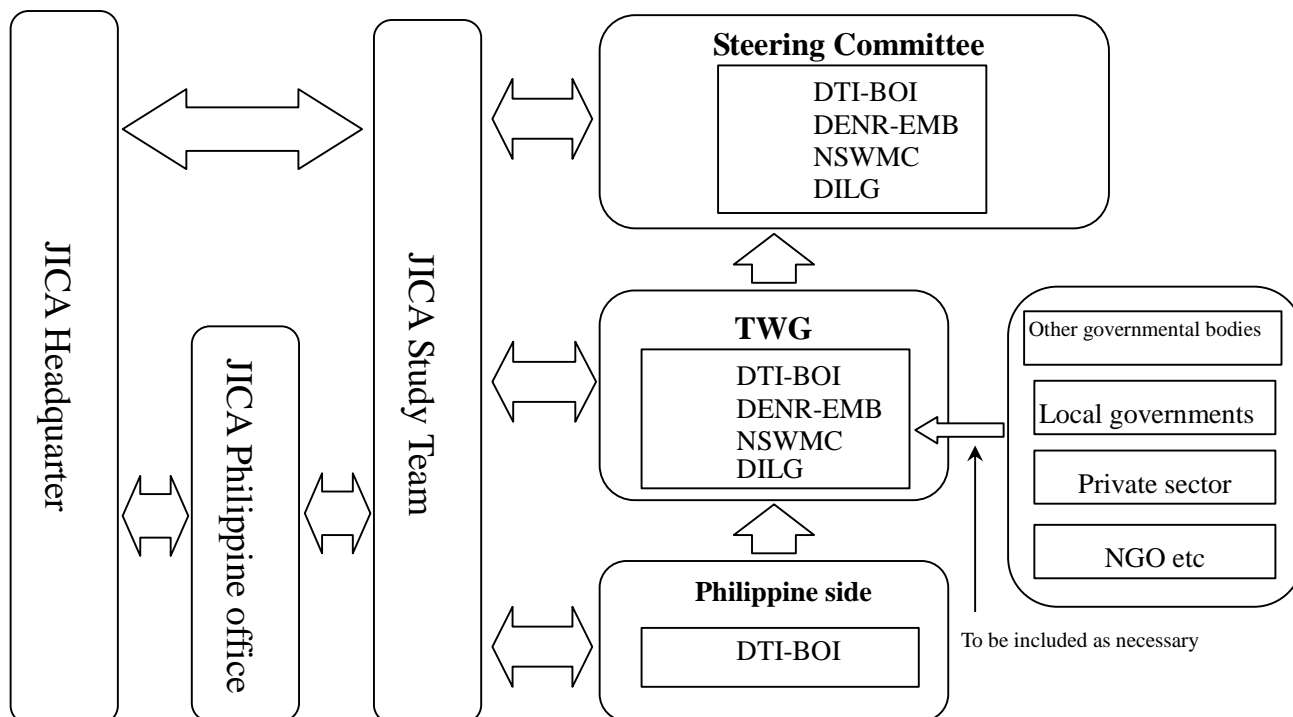 JICA Headquarter
JICA Philippine office
JICA Study Team
Steering Committee
DTI-BOI
DENR-EMB
NSWMC
DILG
TWG
DTI-BOI
DENR-EMB
NSWMC
DILG
Philippine side
DTI-BOI
Other governmental bodies
Local governments
Private sector
NGO etc
To be included as necessary